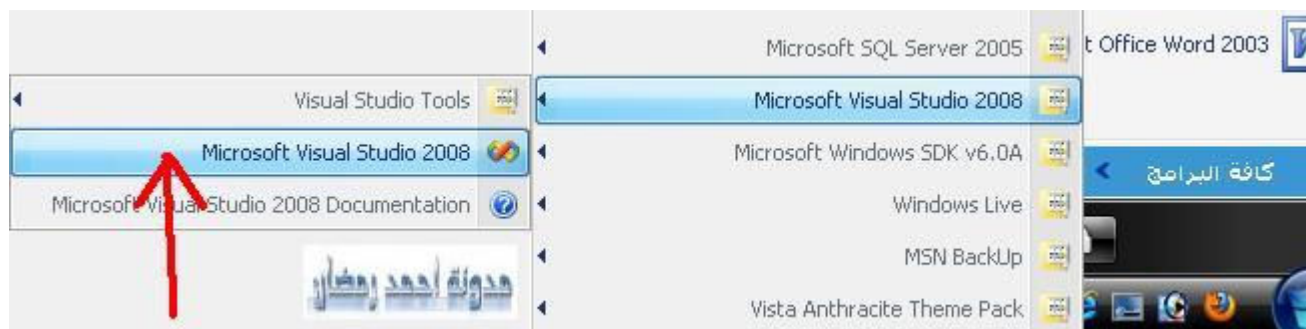 t Office Word 2003
كافة البرامج
Microsoft SQL Server 2005
Microsoft Visual Studio 2008
Microsoft Windows SDK v6.0A
Windows Live
MSN BackUp
Vista Anthracite Theme Pack
Visual Studio Tools
Microsoft Visual Studio 2008
Microsoft Visual Studio 2008 Documentation
مدونة احمد رمضان